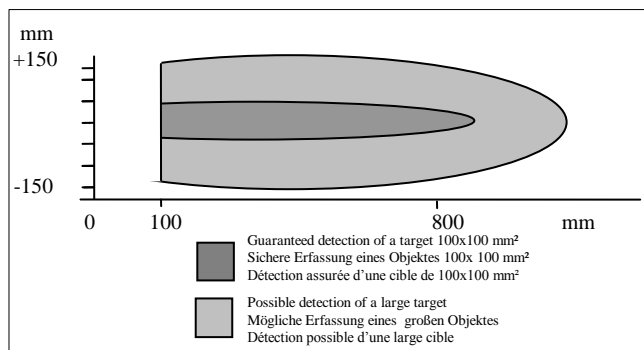 mm
+150
-150
0 100 800 mm
Guaranteed detection of a target 100x100 mm²
Sichere Erfassung eines Objektes 100x 100 mm²
Détection assurée d’une cible de 100x100 mm²
Possible detection of a large target
Mögliche Erfassung eines großen Objektes
Détection possible d’une large cible